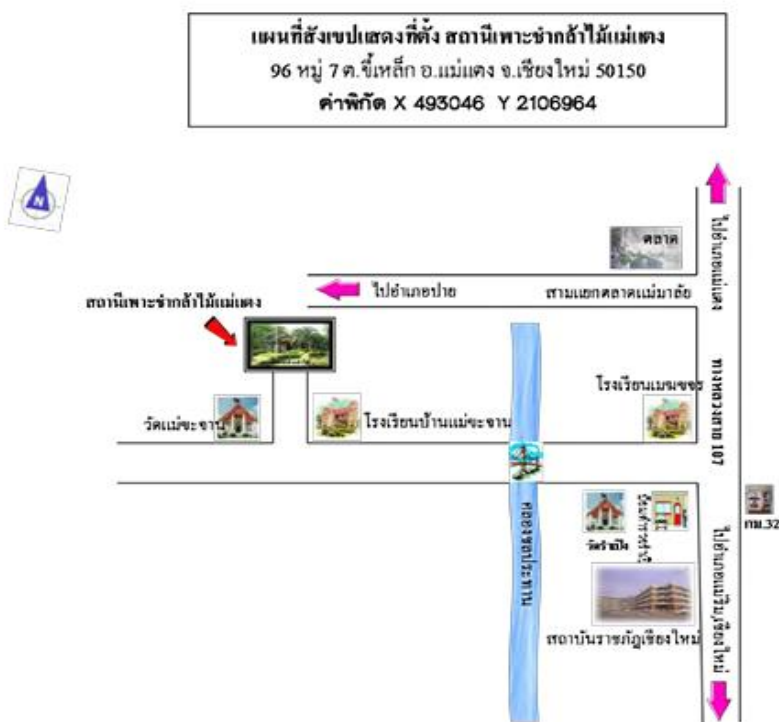 แผนที่สังเขปแสดงที่ตั้ง สถานีเพาะชำกล้าไม้แม่แตง
96 หมู่ 7 ต.ขี้เหล็ก อ.แม่แตง จ.เชียงใหม่ 50150
ค่าพิกัด X 493046 Y 2106964
N
ตลาด
ไปอำเภอแม่แตง
ไปอำเภอปาย
สามแยกตลาดแม่มาลัย
สถานีเพาะชำกล้าไม้แม่แตง
โรงเรียนเมฆขจร
ทางหลวงสาย 107
วัดแม่ขะจาน
โรงเรียนบ้านแม่ขะจาน
กม.32
คลองชลประทาน
ไปอำเภอแม่ริม,เชียงใหม่
สถาบันราชภัฏเชียงใหม่